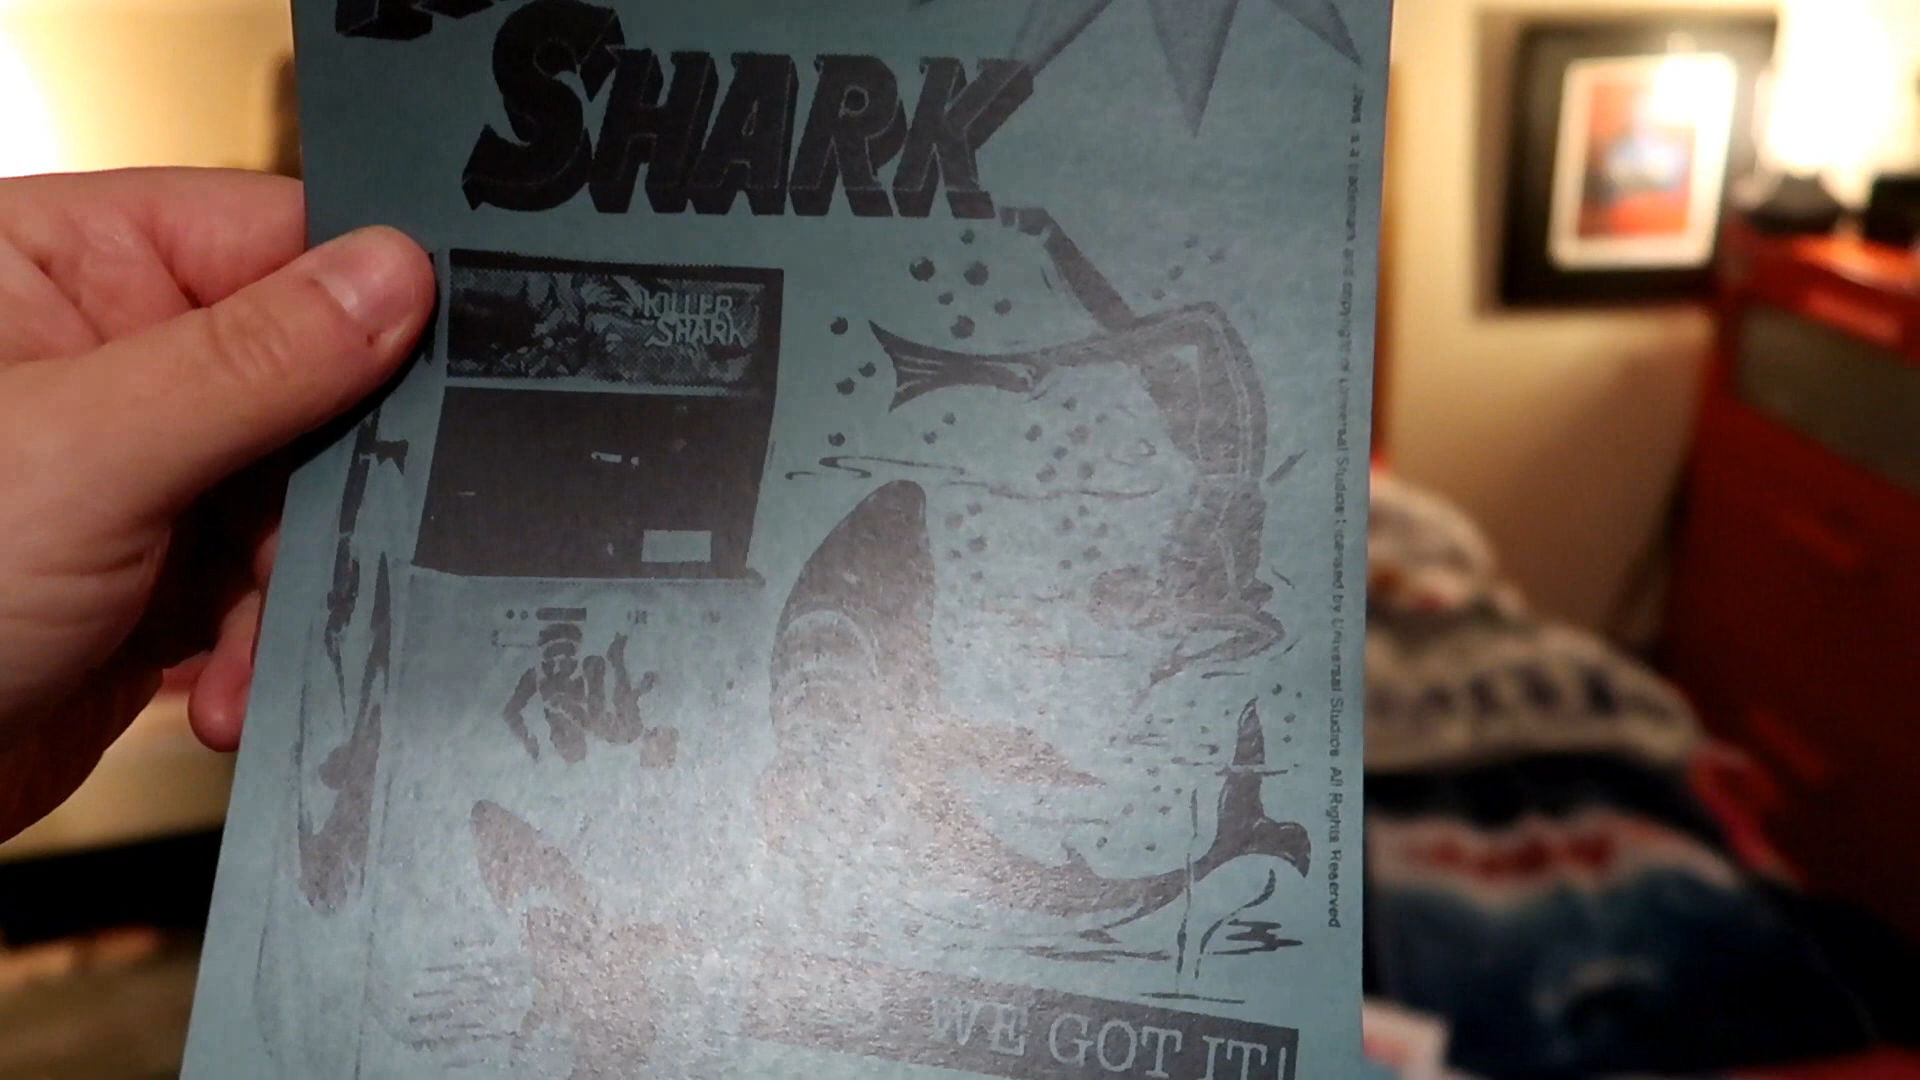 SHARK
KILLER
SHARK
JAWS is a trademark and copyright of Universal Studios Licensed by Universal Studios All Rights Reserved
WE GOT IT!